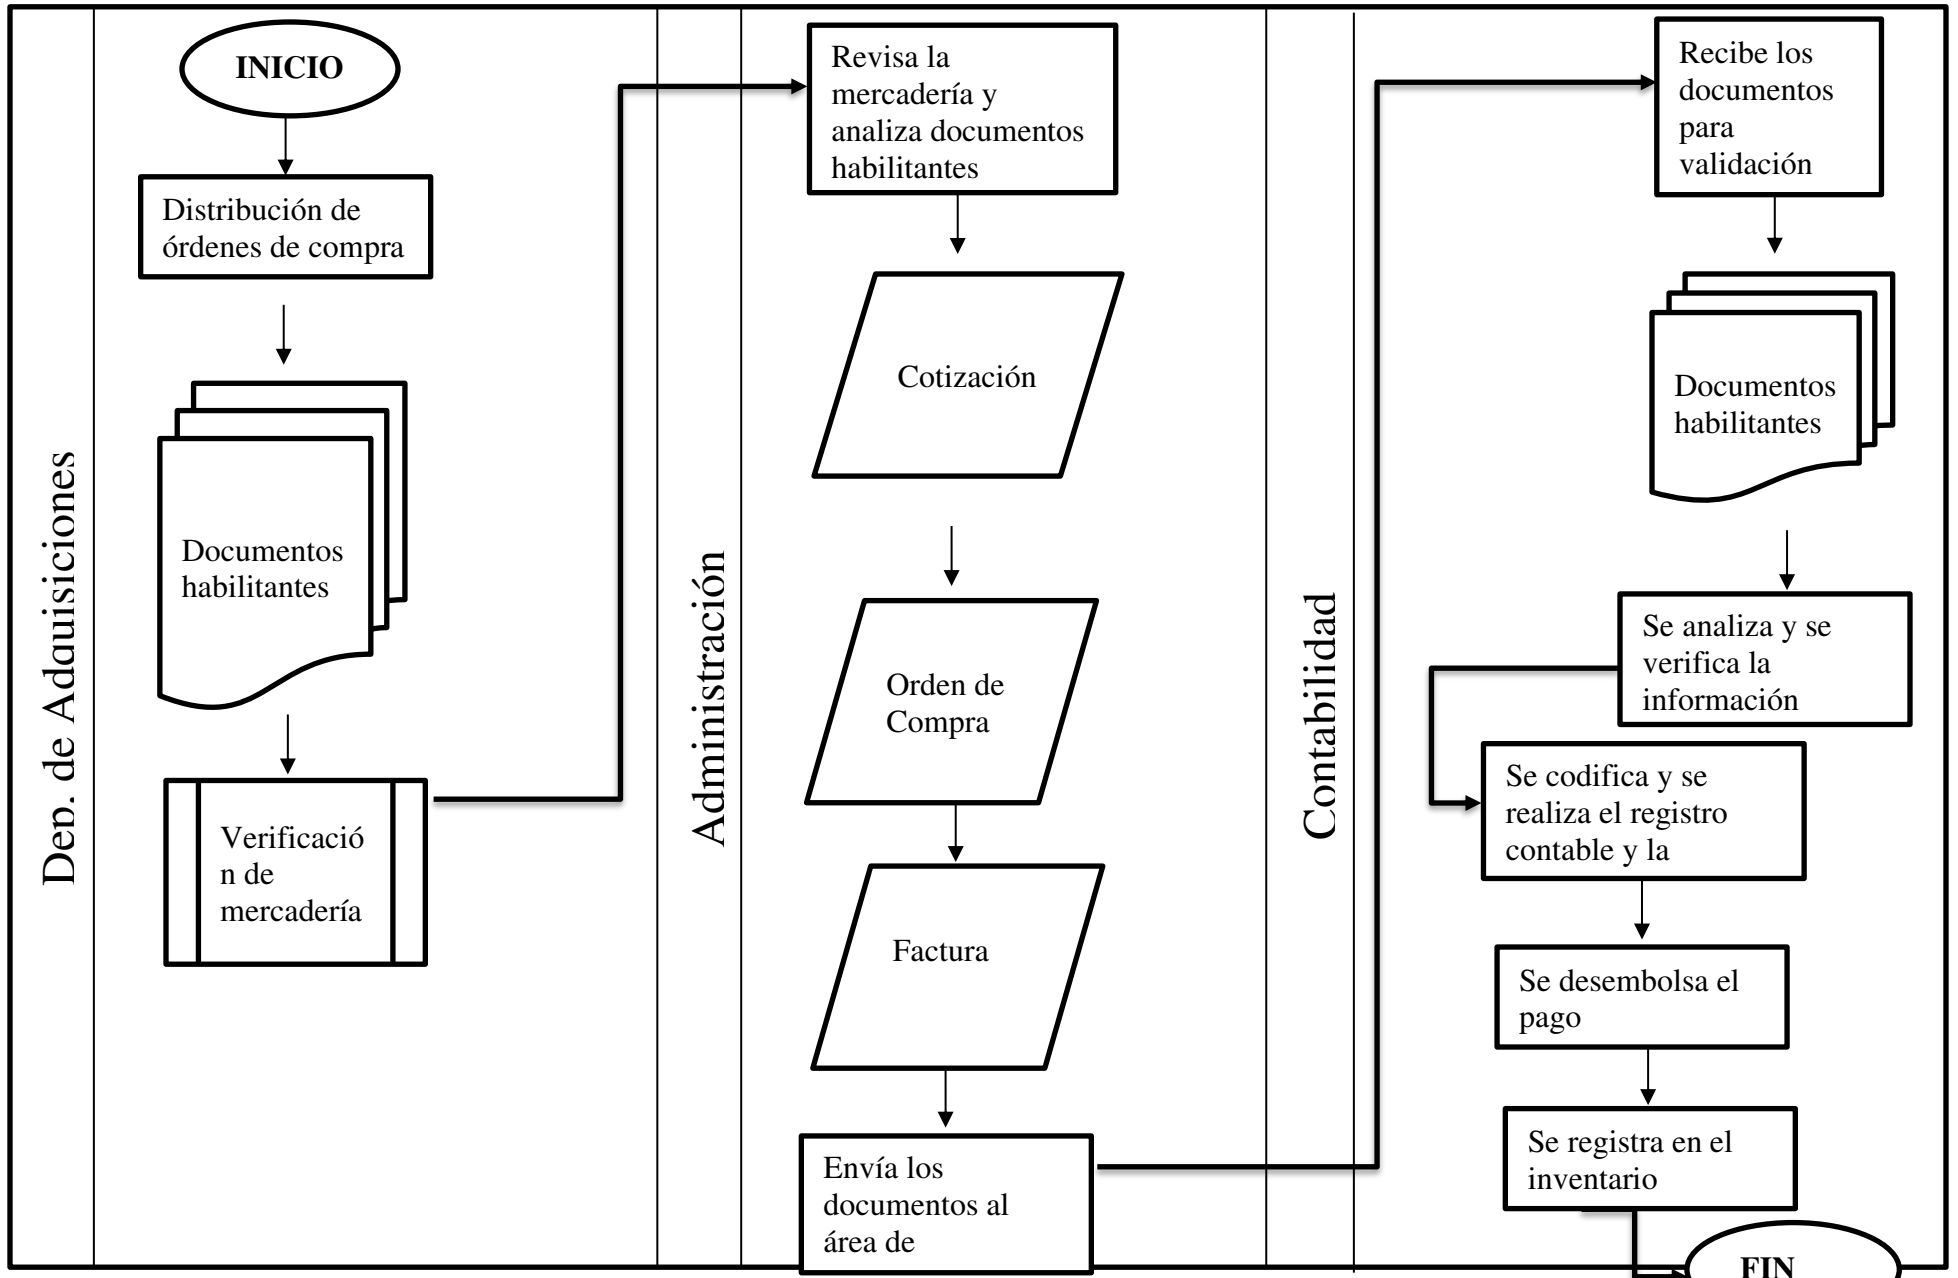 Dep. de Adquisiciones
INICIO
Distribución de
órdenes de compra
Documentos
habilitantes
Verificació
n de
mercadería
Administración
Revisa la
mercadería y
analiza documentos
habilitantes
Cotización
Orden de
Compra
Factura
Envía los
documentos al
área de
Contabilidad
Recibe los
documentos
para
validación
Documentos
habilitantes
Se analiza y se
verifica la
información
Se codifica y se
realiza el registro
contable y la
Se desembolsa el
pago
Se registra en el
inventario
FIN